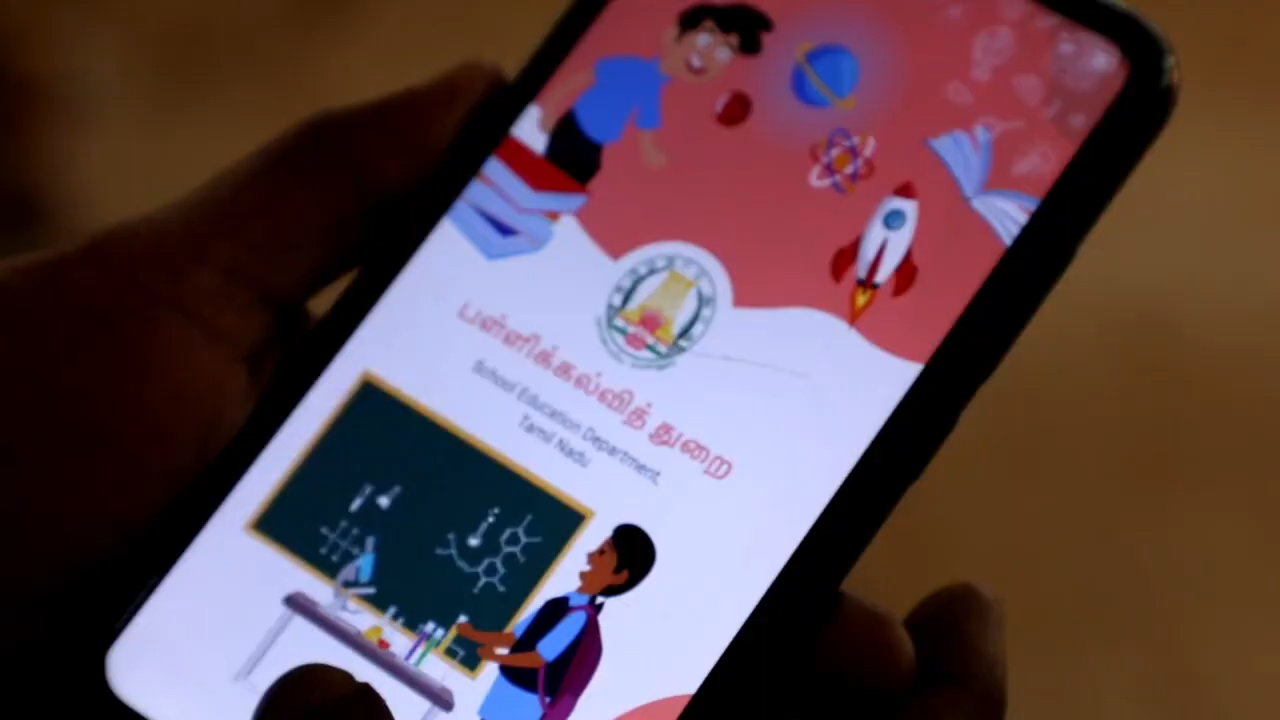 பள்ளிக்கல்வித் துறை
School Education Department,
Tamil Nadu